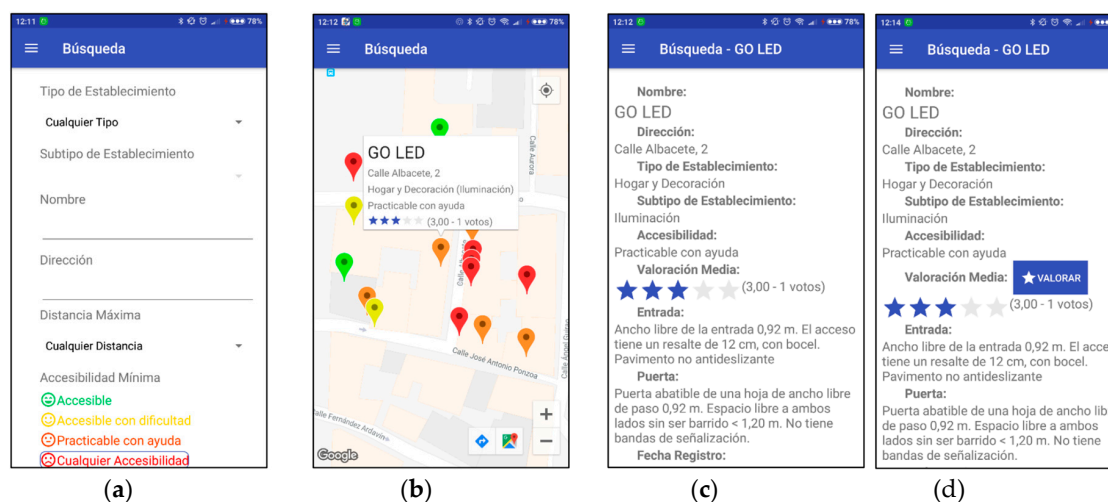 12:11
78%
Búsqueda
Tipo de Establecimiento
Cualquier Tipo
Subtipo de Establecimiento
Nombre
Dirección
Distancia Máxima
Cualquier Distancia
Accesibilidad Mínima
Accesible
Accesible con dificultad
Practicable con ayuda
Cualquier Accesibilidad
(a)
12:12
78%
Búsqueda
Calle Aurora
GO LED
Calle Albacete, 2
Hogar y Decoración (Iluminación)
Practicable con ayuda
(3,00 - 1 votos)
Calle José Antonio Ponzoa
Calle Fernández Ardavín
Google
(b)
12:12
78%
Búsqueda - GO LED
Nombre:
GO LED
Dirección:
Calle Albacete, 2
Tipo de Establecimiento:
Hogar y Decoración
Subtipo de Establecimiento:
Iluminación
Accesibilidad:
Practicable con ayuda
Valoración Media:
(3,00 - 1 votos)
Entrada:
Ancho libre de la entrada 0,92 m. El acceso
tiene un resalte de 12 cm, con bocel.
Pavimento no antideslizante
Puerta:
Puerta abatible de una hoja de ancho libre
de paso 0,92 m. Espacio libre a ambos
lados sin ser barrido < 1,20 m. No tiene
bandas de señalización.
Fecha Registro:
(c)
12:14
Búsqueda - GO LED
Nombre:
GO LED
Dirección:
Calle Albacete, 2
Tipo de Establecimiento:
Hogar y Decoración
Subtipo de Establecimiento:
Iluminación
Accesibilidad:
Practicable con ayuda
Valoración Media:
VALORAR
(3,00 - 1 votos)
Entrada:
Ancho libre de la entrada 0,92 m. El acce
tiene un resalte de 12 cm, con bocel.
Pavimento no antideslizante
Puerta:
Puerta abatible de una hoja de ancho lib
de paso 0,92 m. Espacio libre a ambos
lados sin ser barrido < 1,20 m. No tiene
bandas de señalización.
(d)